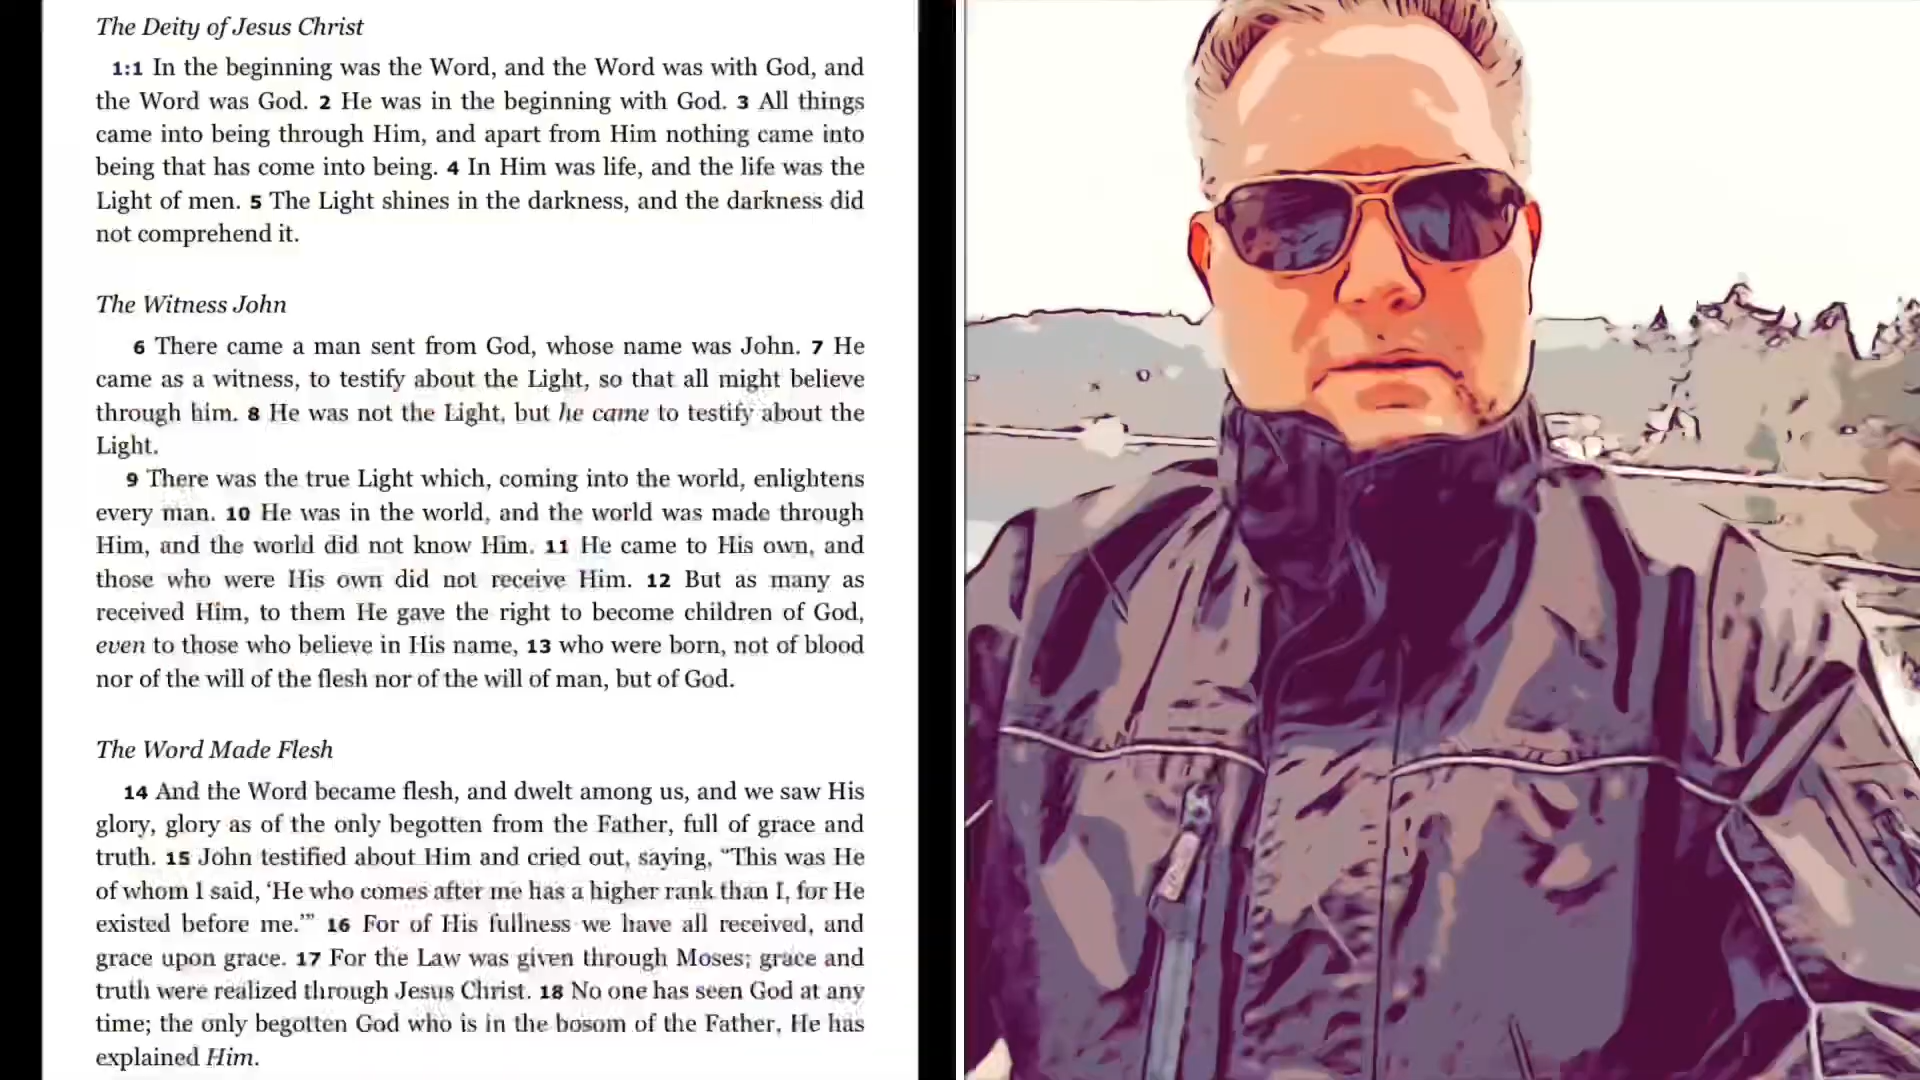 The Deity of Jesus Christ
1:1 In the beginning was the Word, and the Word was with God, and
the Word was God. 2 He was in the beginning with God. 3 All things
came into being through Him, and apart from Him nothing came into
being that has come into being. 4 In Him was life, and the life was the
Light of men. 5 The Light shines in the darkness, and the darkness did
not comprehend it.
The Witness John
6 There came a man sent from God, whose name was John. 7 He
came as a witness, to testify about the Light, so that all might believe
through him. 8 He was not the Light, but he came to testify about the
Light.
9 There was the true Light which, coming into the world, enlightens
every man. 10 He was in the world, and the world was made through
Him, and the world did not know Him. 11 He came to His own, and
those who were His own did not receive Him. 12 But as many as
received Him, to them He gave the right to become children of God,
even to those who believe in His name, 13 who were born, not of blood
nor of the will of the flesh nor of the will of man, but of God.
The Word Made Flesh
14 And the Word became flesh, and dwelt among us, and we saw His
glory, glory as of the only begotten from the Father, full of grace and
truth. 15 John testified about Him and cried out, saying, “This was He
of whom I said, ‘He who comes after me has a higher rank than I, for He
existed before me.’” 16 For of His fullness we have all received, and
grace upon grace. 17 For the Law was given through Moses; grace and
truth were realized through Jesus Christ. 18 No one has seen God at any
time; the only begotten God who is in the bosom of the Father, He has
explained Him.